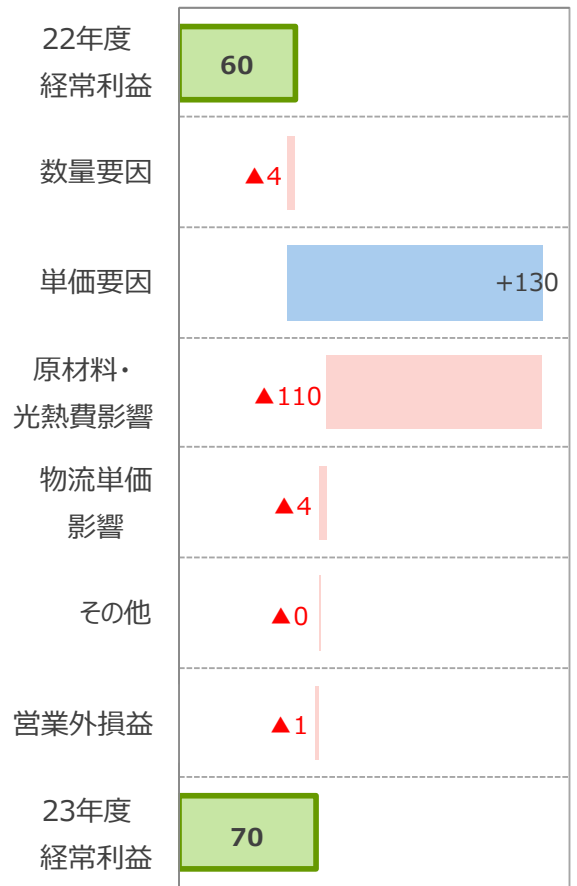 22年度
経常利益
60
数量要因
▲4
単価要因
+130
原材料・
光熱費影響
▲110
物流単価
影響
▲4
その他
▲0
営業外損益
▲1
23年度
経常利益
70